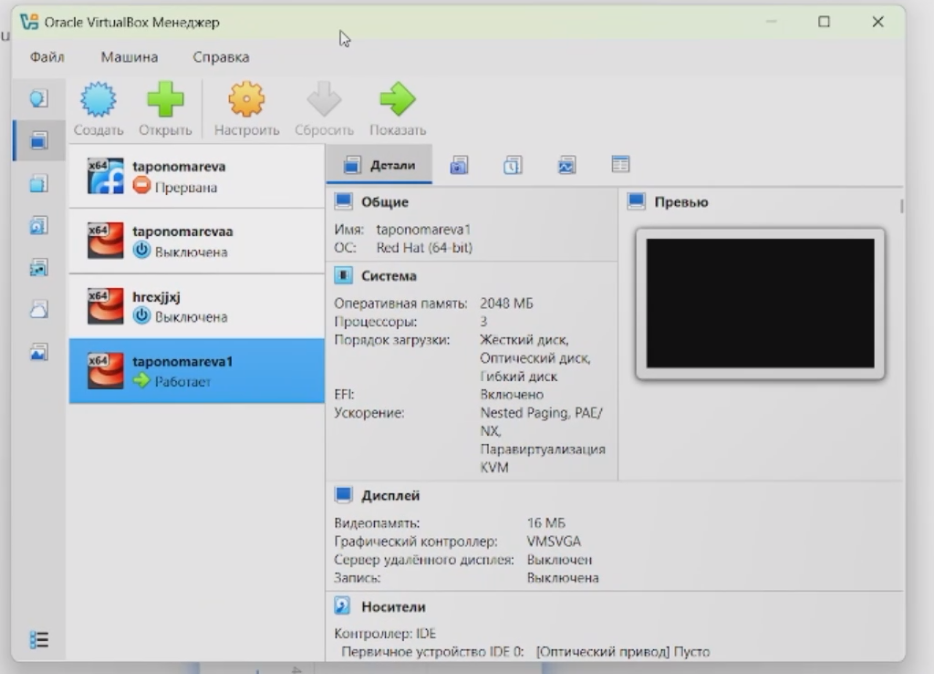 Oracle VirtualBox Менеджер
Файл Машина Справка
Создать Открыть Настроить Сбросить Показать
x64 taponomareva
Прервана
x64 taponomarevaa
Выключена
x64 hrexjjxj
Выключена
x64 taponomareva1
Работает
Детали
Общие
Имя: taponomareva1
ОС: Red Hat (64-bit)
Система
Оперативная память: 2048 МБ
Процессоры: 3
Порядок загрузки: Жёсткий диск,
Оптический диск,
Гибкий диск
EFI: Включено
Ускорение: Nested Paging, PAE/
NX,
Паравиртуализация
KVM
Превью
Дисплей
Видеопамять: 16 МБ
Графический контроллер: VMSVGA
Сервер удалённого дисплея: Выключен
Запись: Выключена
Носители
Контроллер: IDE
Первичное устройство IDE 0: [Оптический привод] Пусто